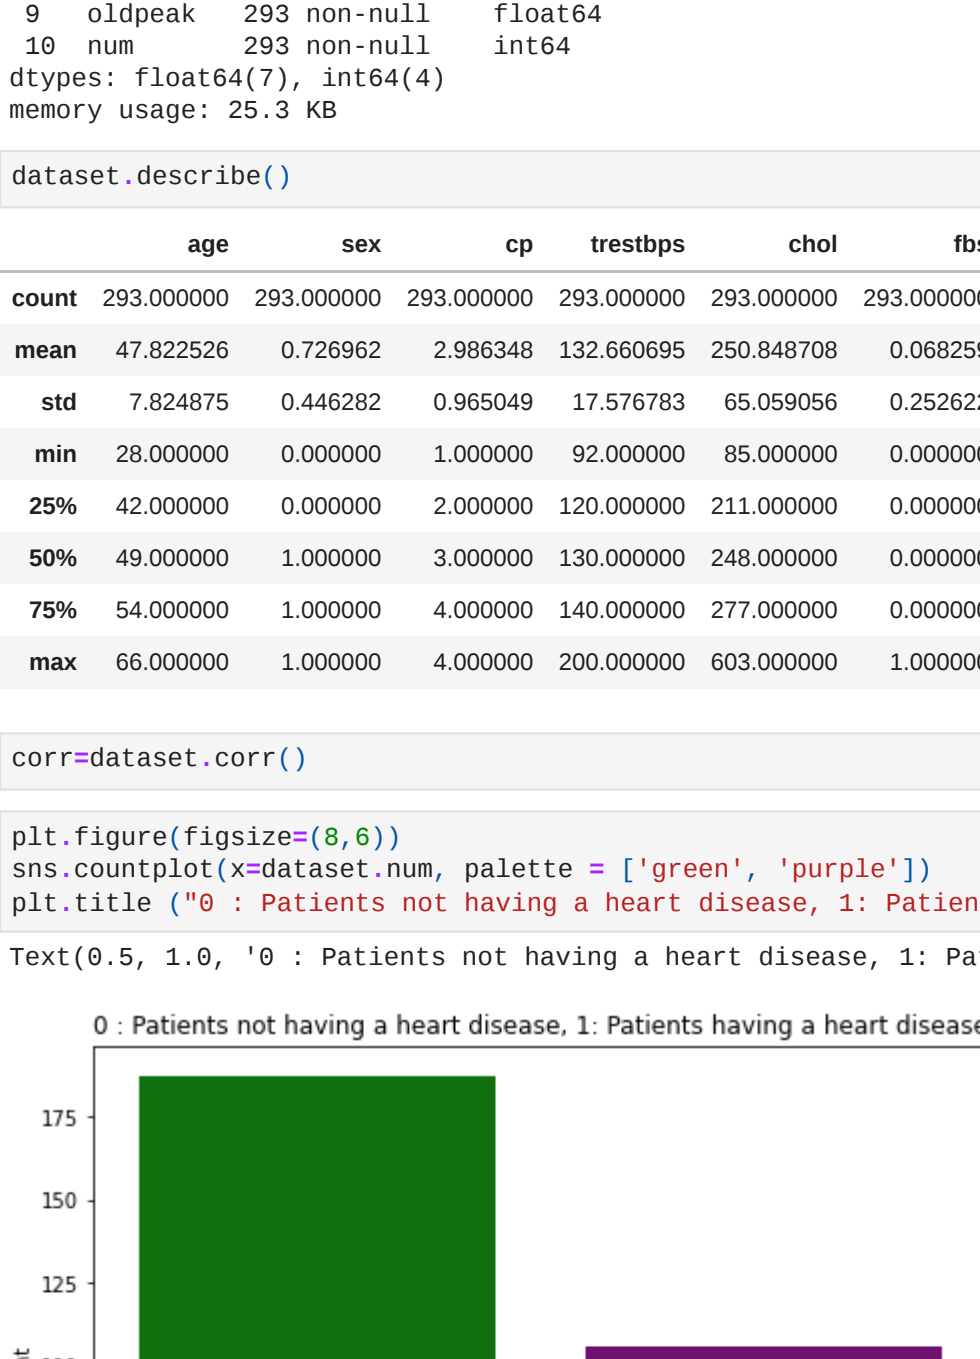 9 oldpeak 293 non-null float64
10 num 293 non-null int64
dtypes: float64(7), int64(4)
memory usage: 25.3 KB
dataset.describe()
age sex cp trestbps chol fbs
count 293.000000 293.000000 293.000000 293.000000 293.000000 293.000000
mean 47.822526 0.726962 2.986348 132.660695 250.848708 0.068259
std 7.824875 0.446282 0.965049 17.576783 65.059056 0.252622
min 28.000000 0.000000 1.000000 92.000000 85.000000 0.000000
25% 42.000000 0.000000 2.000000 120.000000 211.000000 0.000000
50% 49.000000 1.000000 3.000000 130.000000 248.000000 0.000000
75% 54.000000 1.000000 4.000000 140.000000 277.000000 0.000000
max 66.000000 1.000000 4.000000 200.000000 603.000000 1.000000
corr=dataset.corr()
plt.figure(figsize=(8,6))
sns.countplot(x=dataset.num, palette = ['green', 'purple'])
plt.title ("0 : Patients not having a heart disease, 1: Patien
Text(0.5, 1.0, '0 : Patients not having a heart disease, 1: Pa
0 : Patients not having a heart disease, 1: Patients having a heart disease
175
150
125